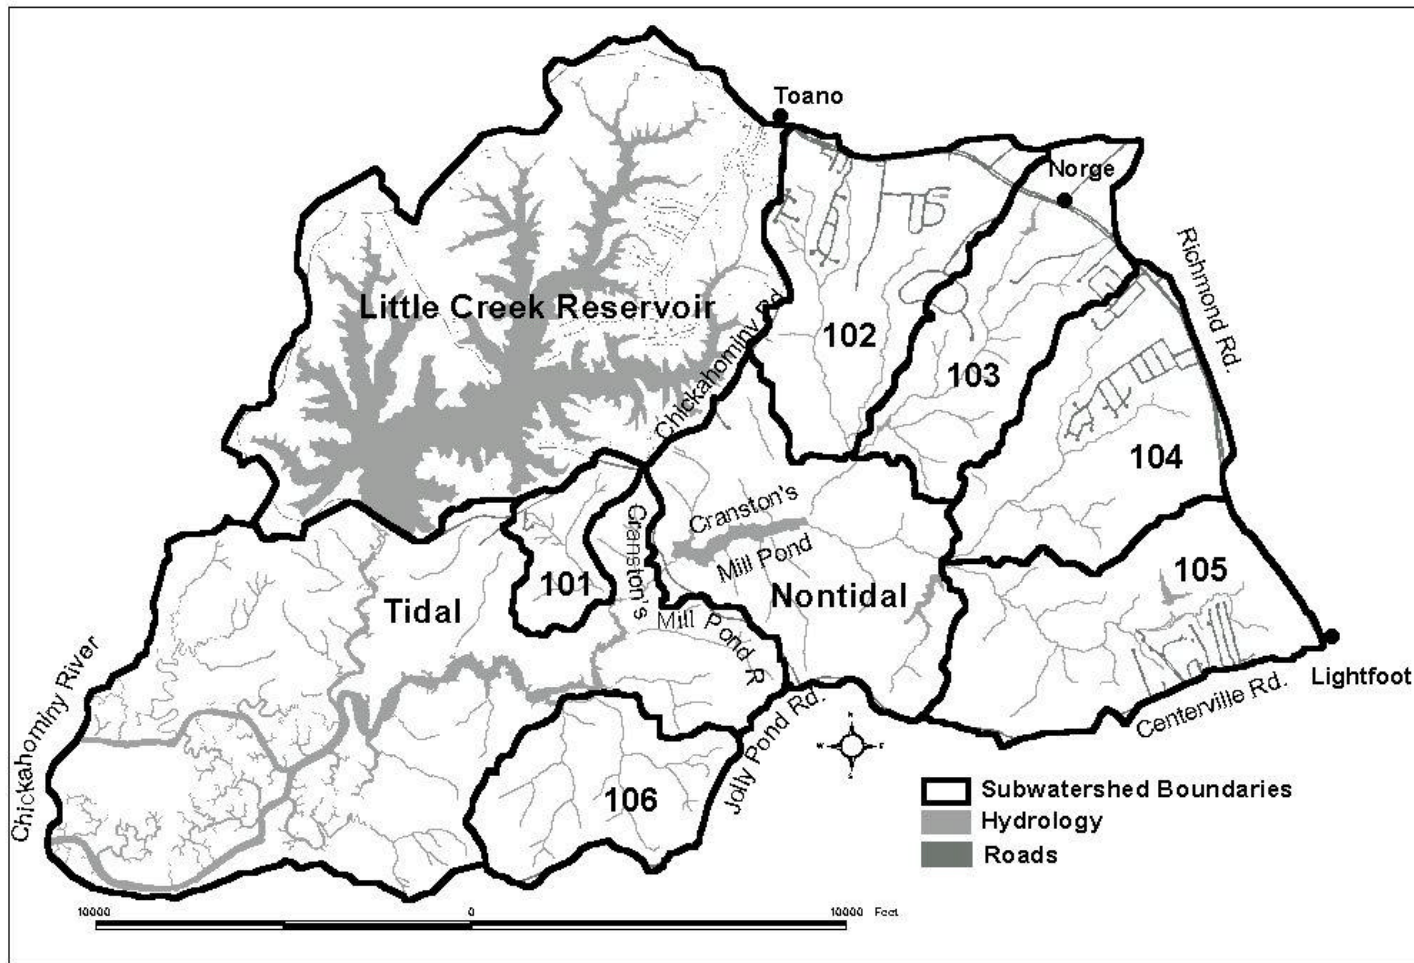 Toano
Norge
Richmond Rd.
Little Creek Reservoir
Chickahominy Rd.
102
103
104
Cranston's
Mill Pond
Cranston's
Mill Pond R
101
105
Tidal
Nontidal
Chickahominy River
Lightfoot
Centerville Rd.
Jolly Pond Rd.
N
W E
S
106
Subwatershed Boundaries
Hydrology
Roads
10000 0 10000 Feet